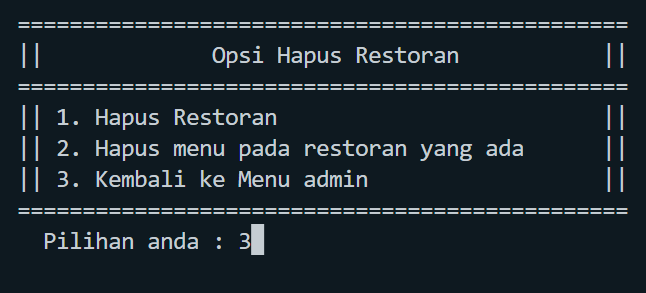 ===============================================
||             Opsi Hapus Restoran           ||
===============================================
|| 1. Hapus Restoran                         ||
|| 2. Hapus menu pada restoran yang ada      ||
|| 3. Kembali ke Menu admin                  ||
===============================================
  Pilihan anda : 3